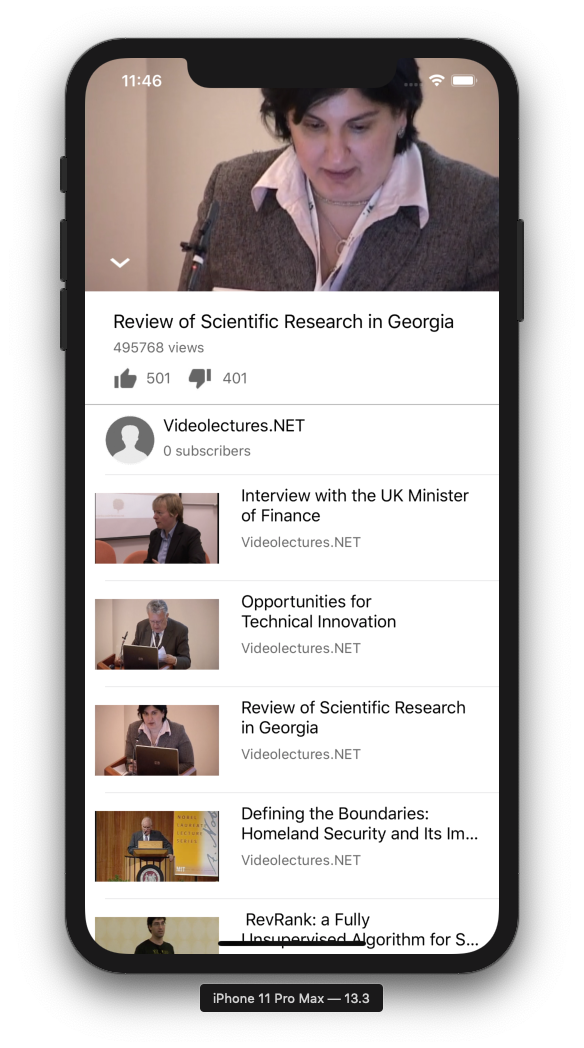 11:46
Review of Scientific Research in Georgia
495768 views
501 401
Videolectures.NET
0 subscribers
Interview with the UK Minister
of Finance
Videolectures.NET
Opportunities for
Technical Innovation
Videolectures.NET
Review of Scientific Research
in Georgia
Videolectures.NET
Defining the Boundaries:
Homeland Security and Its Im...
Videolectures.NET
RevRank: a Fully
Unsupervised Algorithm for S...
iPhone 11 Pro Max — 13.3